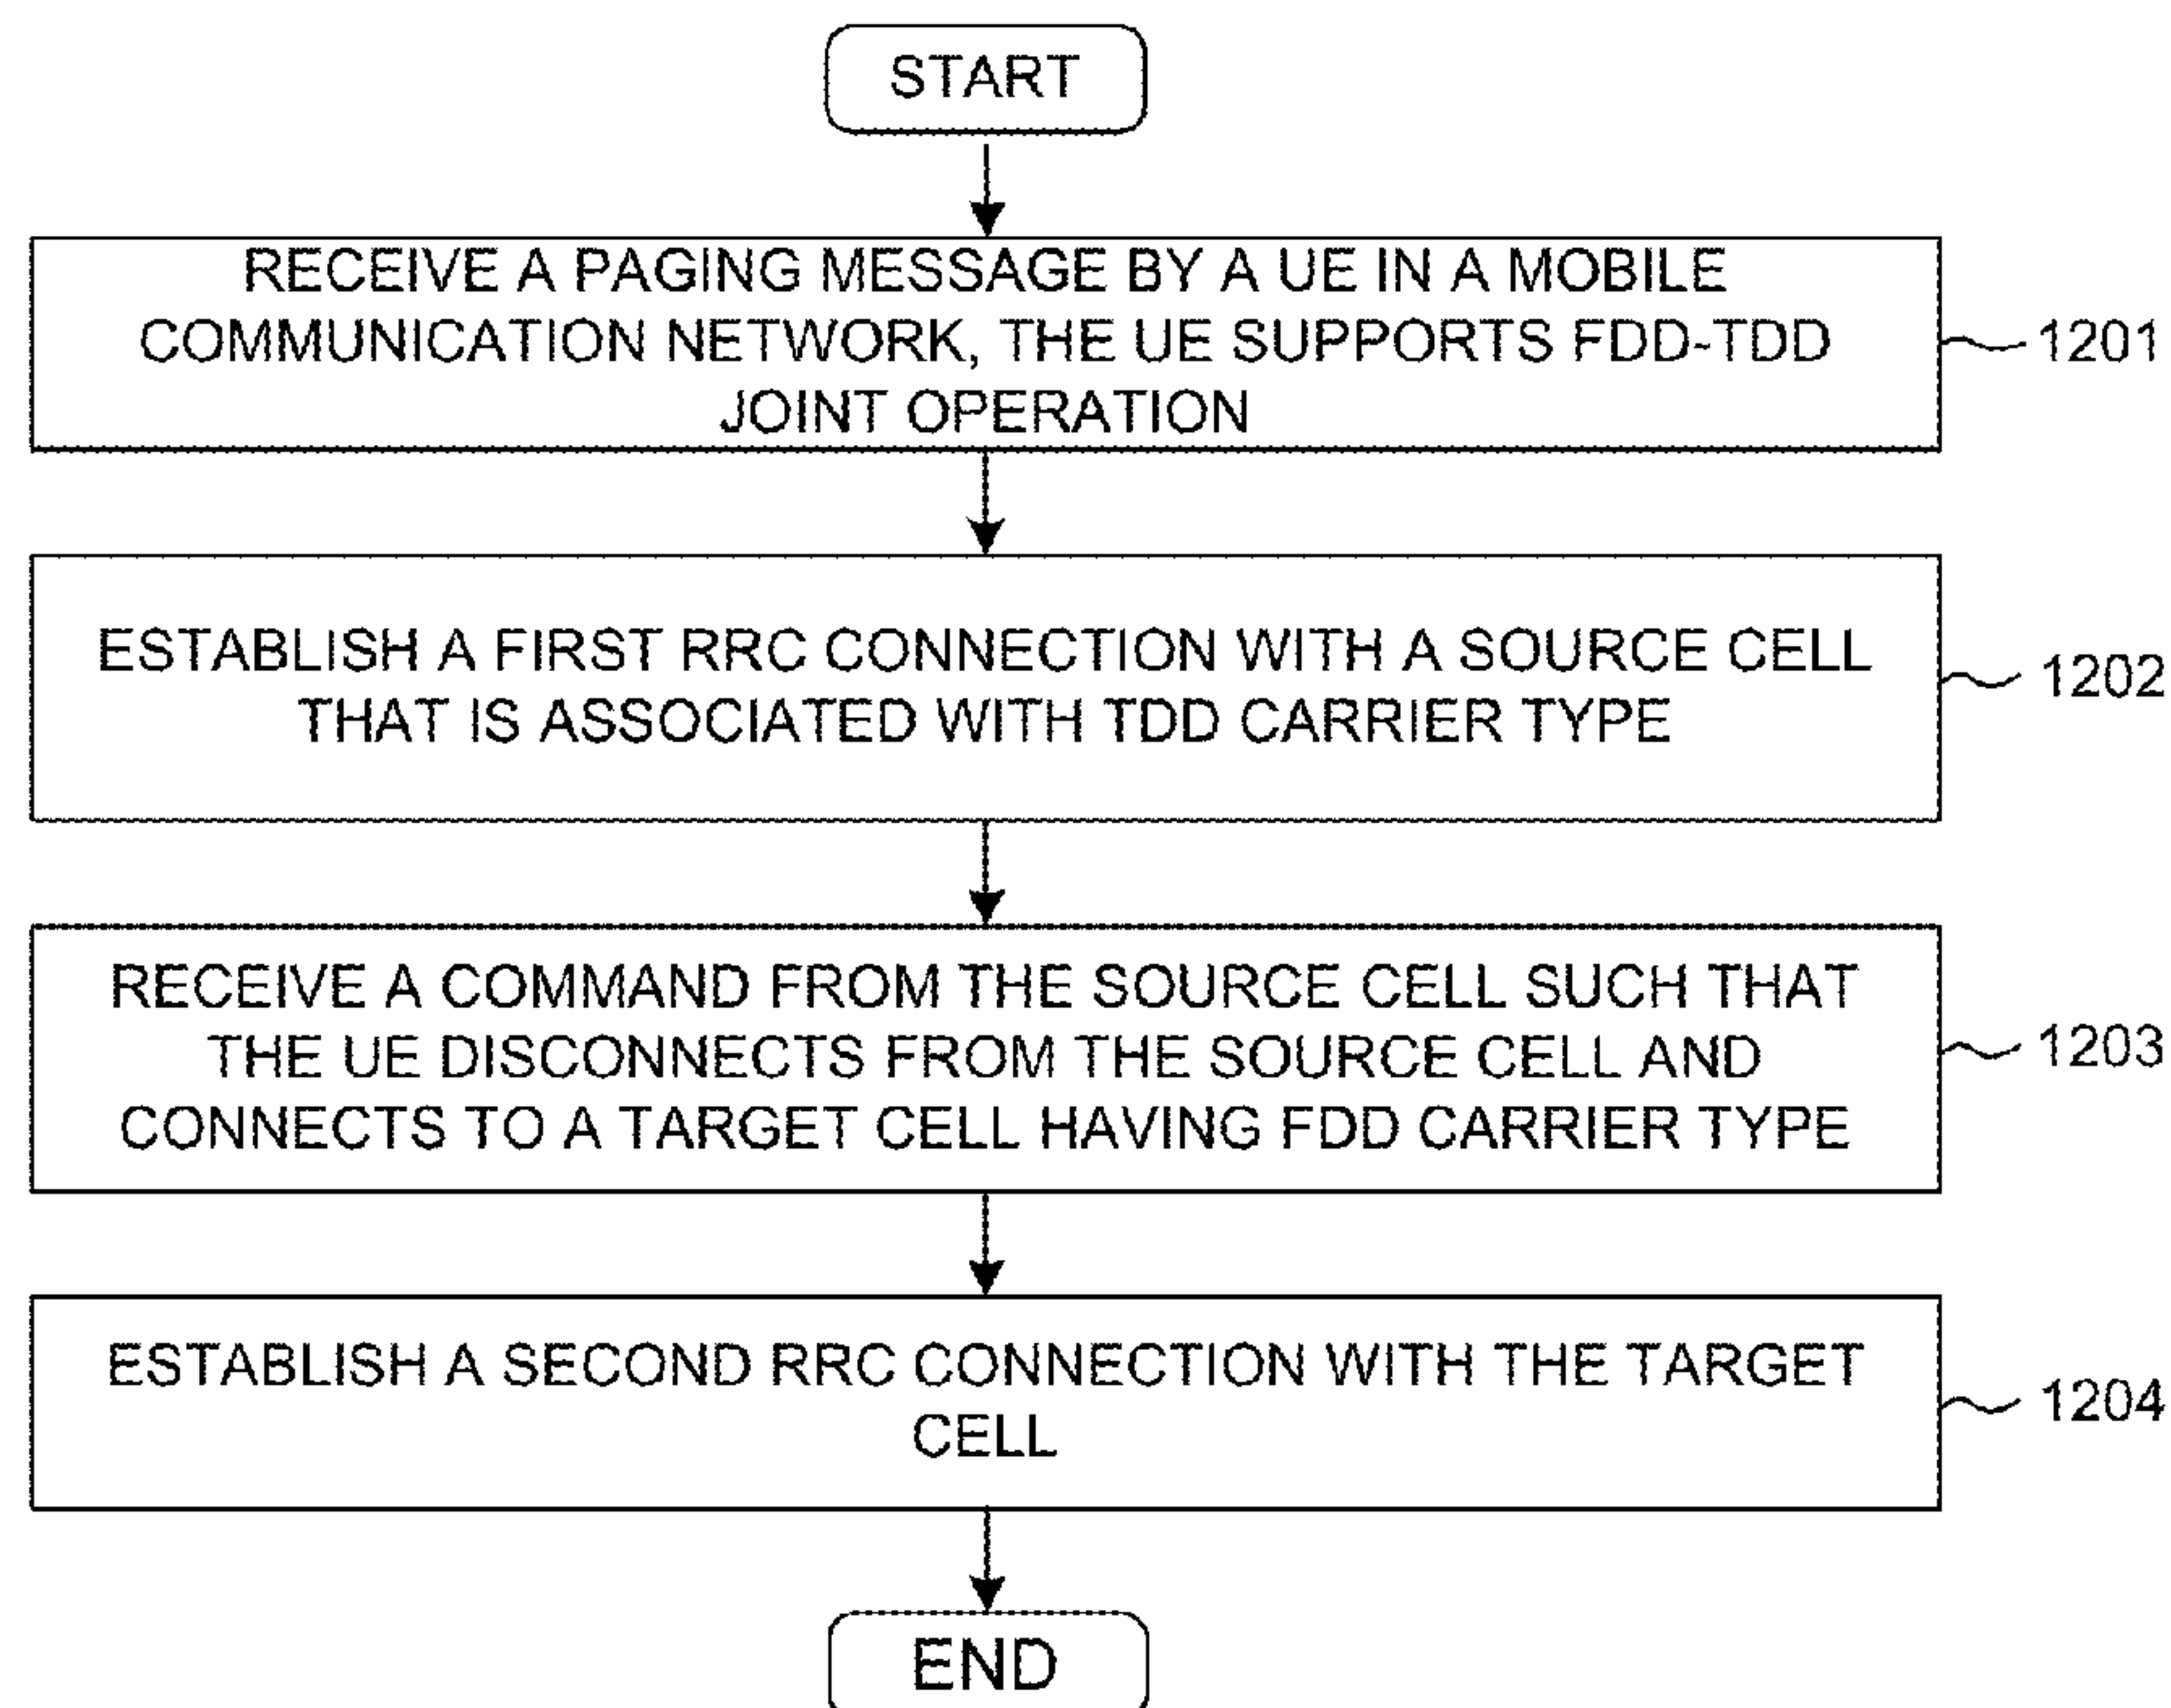 START
RECEIVE A PAGING MESSAGE BY A UE IN A MOBILE
COMMUNICATION NETWORK, THE UE SUPPORTS FDD-TDD
JOINT OPERATION
1201
ESTABLISH A FIRST RRC CONNECTION WITH A SOURCE CELL
THAT IS ASSOCIATED WITH TDD CARRIER TYPE
1202
RECEIVE A COMMAND FROM THE SOURCE CELL SUCH THAT
THE UE DISCONNECTS FROM THE SOURCE CELL AND
CONNECTS TO A TARGET CELL HAVING FDD CARRIER TYPE
1203
ESTABLISH A SECOND RRC CONNECTION WITH THE TARGET
CELL
1204
END